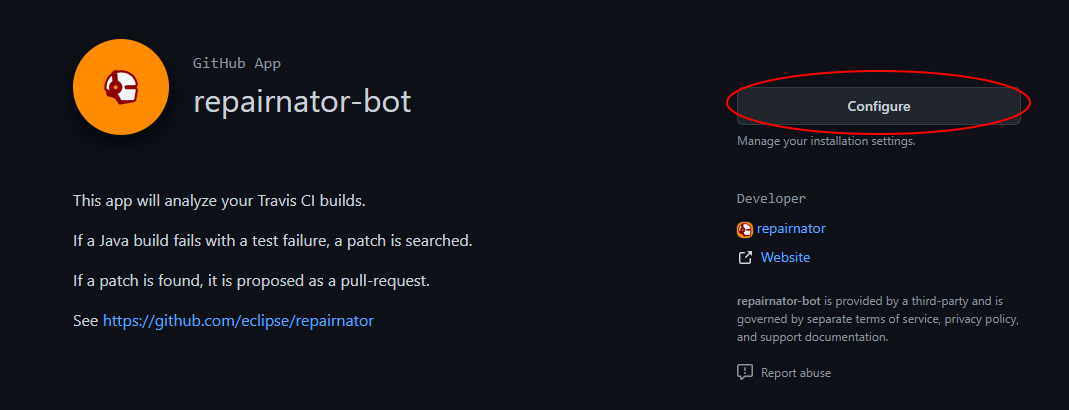 GitHub App
repairnator-bot
Configure
Manage your installation settings.
This app will analyze your Travis CI builds.
If a Java build fails with a test failure, a patch is searched.
If a patch is found, it is proposed as a pull-request.
See https://github.com/eclipse/repairnator
Developer
repairnator
Website
repairnator-bot is provided by a third-party and is
governed by separate terms of service, privacy policy,
and support documentation.
Report abuse